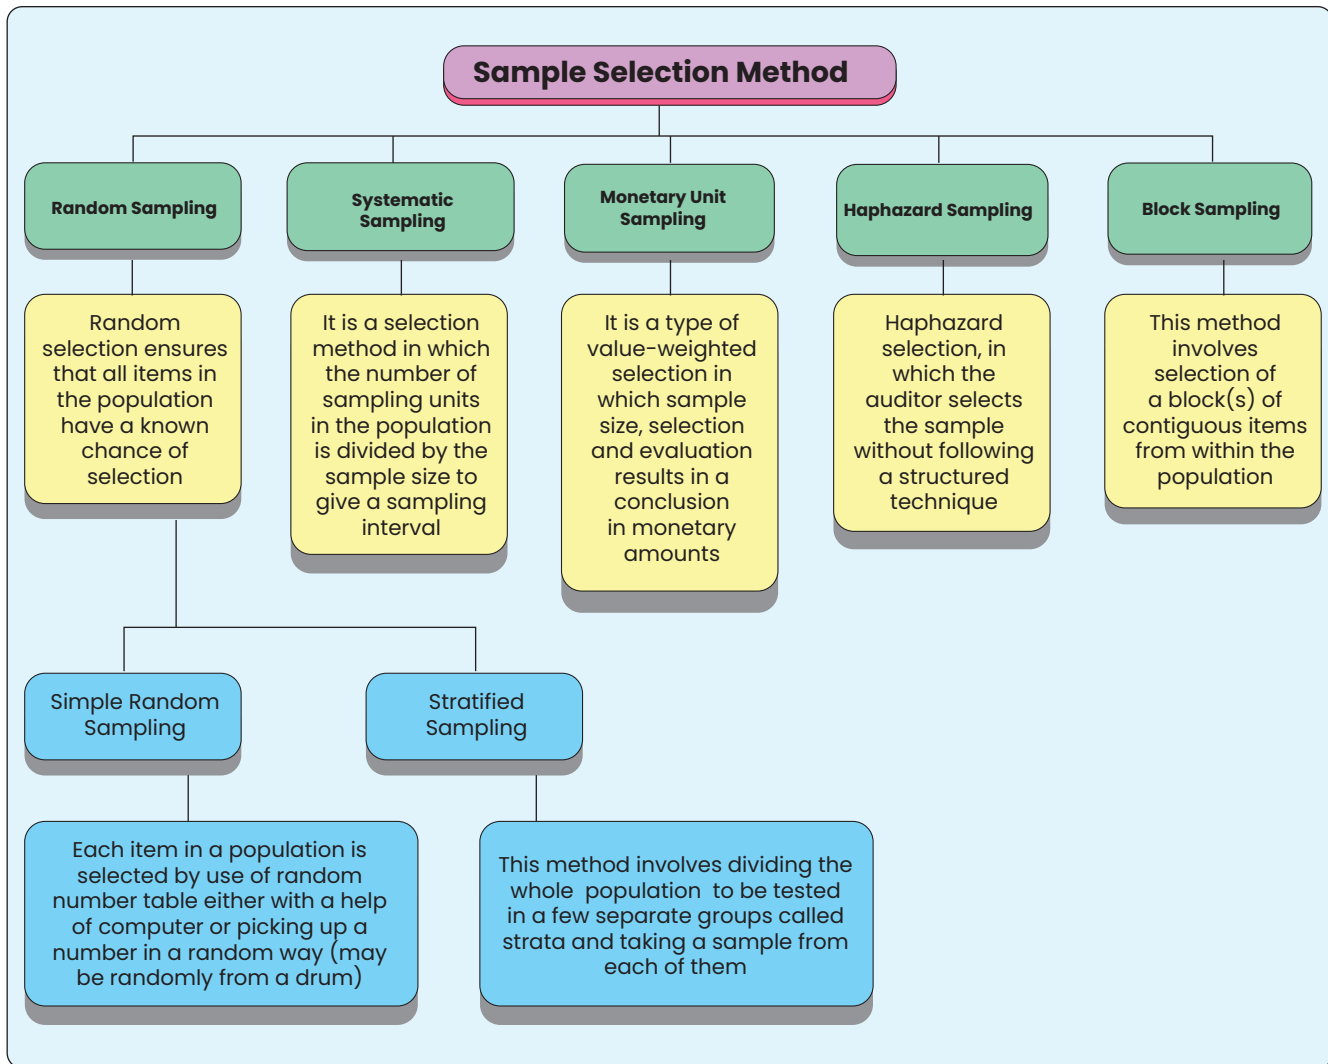 Sample Selection Method
Random Sampling
Systematic
Sampling
Monetary Unit
Sampling
Haphazard Sampling
Block Sampling
Random
selection ensures
that all items in
the population
have a known
chance of
selection
It is a selection
method in which
the number of
sampling units
in the population
is divided by the
sample size to
give a sampling
interval
It is a type of
value-weighted
selection in
which sample
size, selection
and evaluation
results in a
conclusion
in monetary
amounts
Haphazard
selection, in
which the
auditor selects
the sample
without following
a structured
technique
This method
involves
selection of
a block(s) of
contiguous items
from within the
population
Simple Random
Sampling
Stratified
Sampling
Each item in a population is
selected by use of random
number table either with a help
of computer or picking up a
number in a random way (may
be randomly from a drum)
This method involves dividing the
whole population to be tested
in a few separate groups called
strata and taking a sample from
each of them